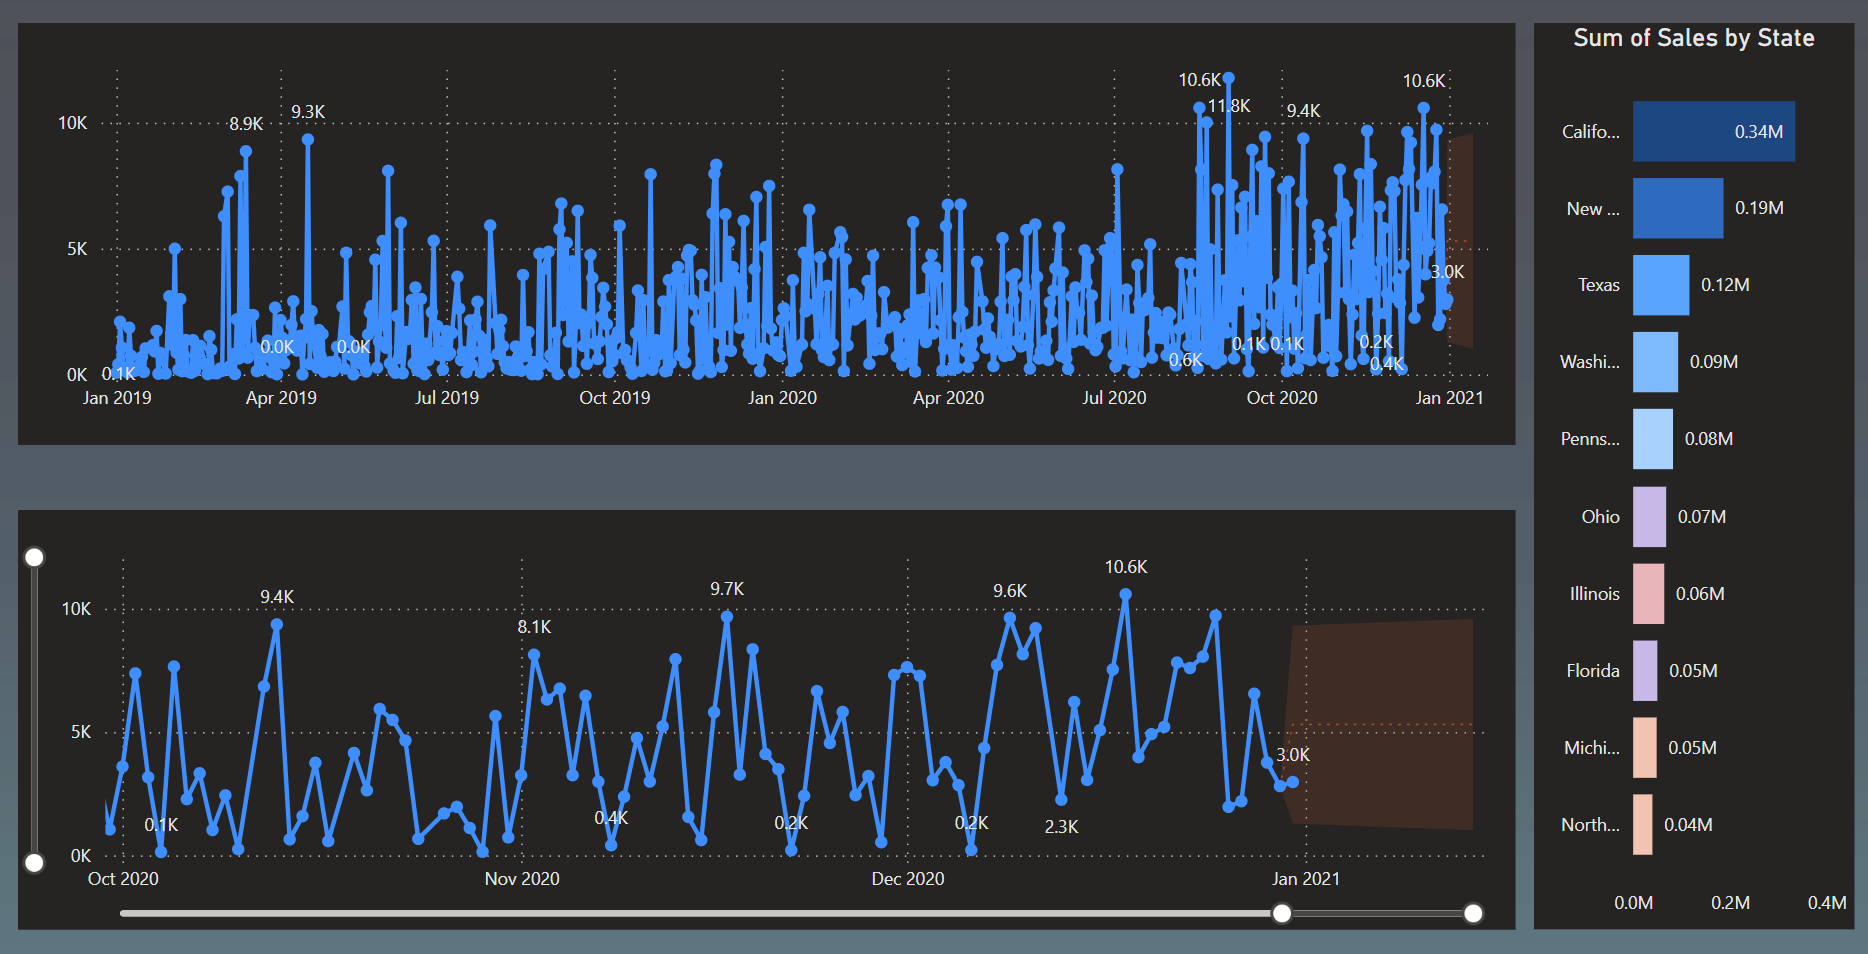 10K
5K
0K
8.9K
9.3K
10.6K
11.8K
9.4K
10.6K
3.0K
0.1K
0.0K
0.0K
0.6K
0.1K
0.1K
0.2K
0.4K
Jan 2019
Apr 2019
Jul 2019
Oct 2019
Jan 2020
Apr 2020
Jul 2020
Oct 2020
Jan 2021
10K
5K
0K
9.4K
8.1K
9.7K
9.6K
10.6K
3.0K
0.1K
0.4K
0.2K
0.2K
2.3K
Oct 2020
Nov 2020
Dec 2020
Jan 2021
Sum of Sales by State
Califo... 0.34M
New ... 0.19M
Texas 0.12M
Washi... 0.09M
Penns... 0.08M
Ohio 0.07M
Illinois 0.06M
Florida 0.05M
Michi... 0.05M
North... 0.04M
0.0M 0.2M 0.4M